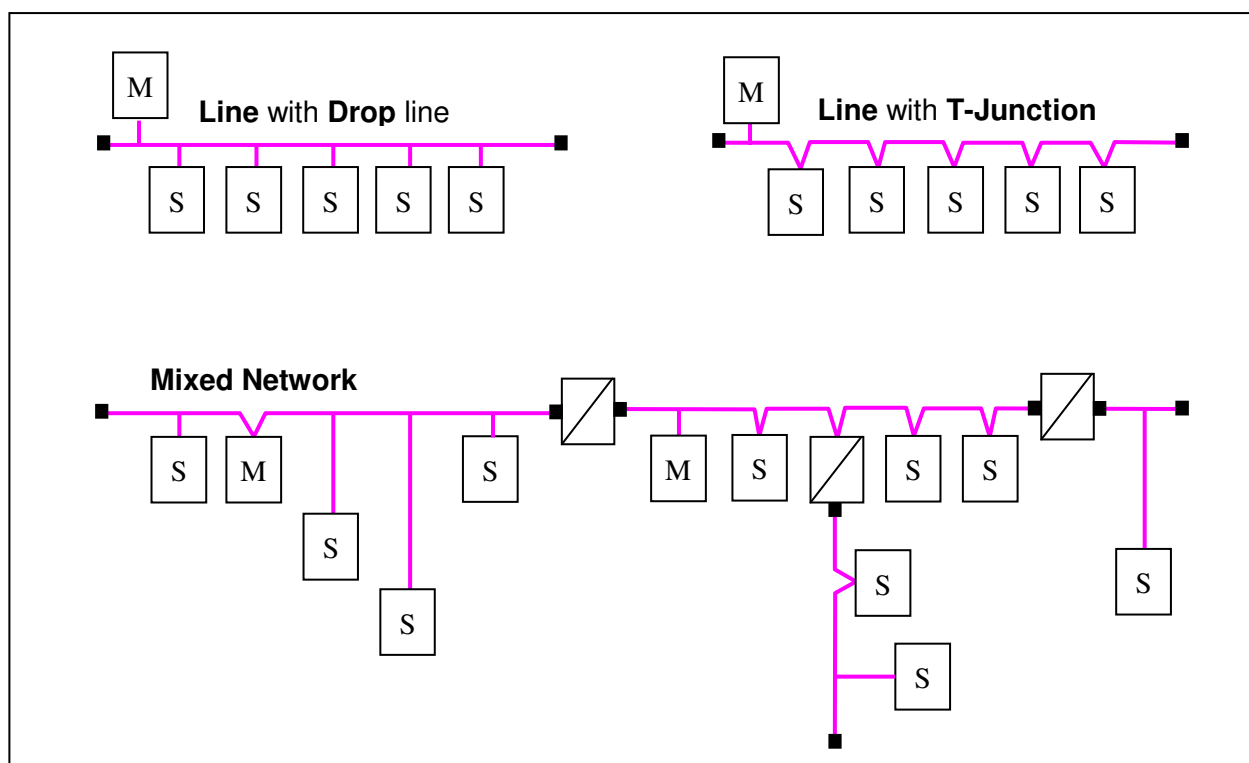 M
Line with Drop line
S S S S S
M
Line with T-Junction
S S S S S
Mixed Network
S M S S S
M S S S
S
S
S